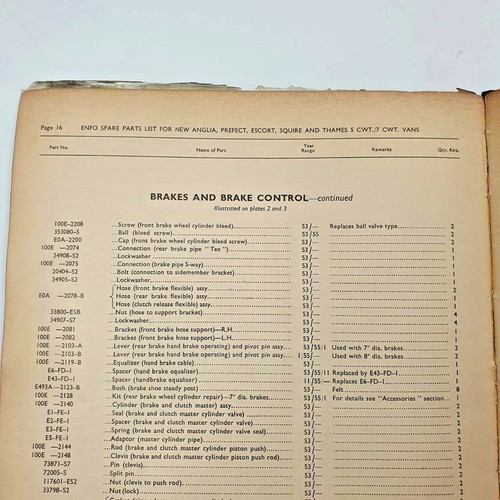 Page 16 ENFO SPARE PARTS LIST FOR NEW ANGLIA, PREFECT, ESCORT, SQUIRE AND THAMES 5 CWT./7 CWT. VANS
Part No. Name of Part Year Range Remarks Qty. Req.
BRAKES AND BRAKE CONTROL—continued
Illustrated on plates 2 and 3
100E-2208 ...Screw (front brake wheel cylinder bleed) 53/— Replaces ball valve type 2
353080-S ...Ball (bleed screw) 53/55 2
E0A-2200 ...Cap (front brake wheel cylinder bleed screw) 53/— 2
100E —2074 ...Connection (rear brake pipe "Tee") 53/— 1
34908-S2 ...Lockwasher 53/— 1
100E —2075 ...Connection (brake pipe 5-way) 53/— 1
20404-S2 ...Bolt (connection to sidemember bracket) 53/— 1
34905-S2 ...Lockwasher 53/— 1
Hose (front brake flexible) assy. 53/— 2
E0A —2078-B Hose (rear brake flexible) assy. 53/— 1
Hose (clutch release flexible) assy. 53/— 1
33800-ESB ...Nut (hose to support bracket) 53/— 4
34907-S7 ...Lockwasher 53/— 4
100E —2081 ...Bracket (front brake hose support)—R.H. 53/— 1
100E —2082 ...Bracket (front brake hose support)—L.H. 53/— 1
100E —2103-A ...Lever (rear brake hand brake operating) and pivot pin assy. 53/55/1 Used with 7" dia. brakes 2
100E —2103-B ...Lever (rear brake hand brake operating) and pivot pin assy. 1/55/— Used with 8" dia. brakes 2
100E —2119-B ...Equalizer (hand brake cable) 53/— 1
E6-FD-1 ...Spacer (hand brake equalizer) 53/55/11 Replaced by E43-FD-1 1
E43-FD-1 ...Spacer (handbrake equaliser) 11/55/— Replaces E6-FD-1 1
E493A—2123-B ...Bush (brake shoe steady post) 53/— Felt 8
100E —2128 ...Kit (rear brake wheel cylinder repair)—7" dia. brakes 53/55/1 For details see "Accessories" section
100E —2140 ...Cylinder (brake and clutch master) assy. 53/— 2
E1-FE-1 ...Seal (brake and clutch master cylinder valve) 53/— 2
E2-FE-1 ...Spacer (brake and clutch master cylinder valve) 53/— 2
E3-FE-1 ...Spring (brake and clutch master cylinder valve seal) 53/— 2
E5-FE-1 ...Adaptor (master cylinder pipe) 53/— 2
100E —2144 ...Rod (brake and clutch master cylinder piston push) 53/— 2
100E —2148 ...Clevis (brake and clutch master cylinder piston push rod) 53/— 2
73871-S7 ...Pin (clevis) 53/— 2
72005-S ...Split pin 53/— 2
117601-ES2 ...Nut (clevis to push rod) 53/— 2
33798-S2 ...Nut (lock) 53/— 2